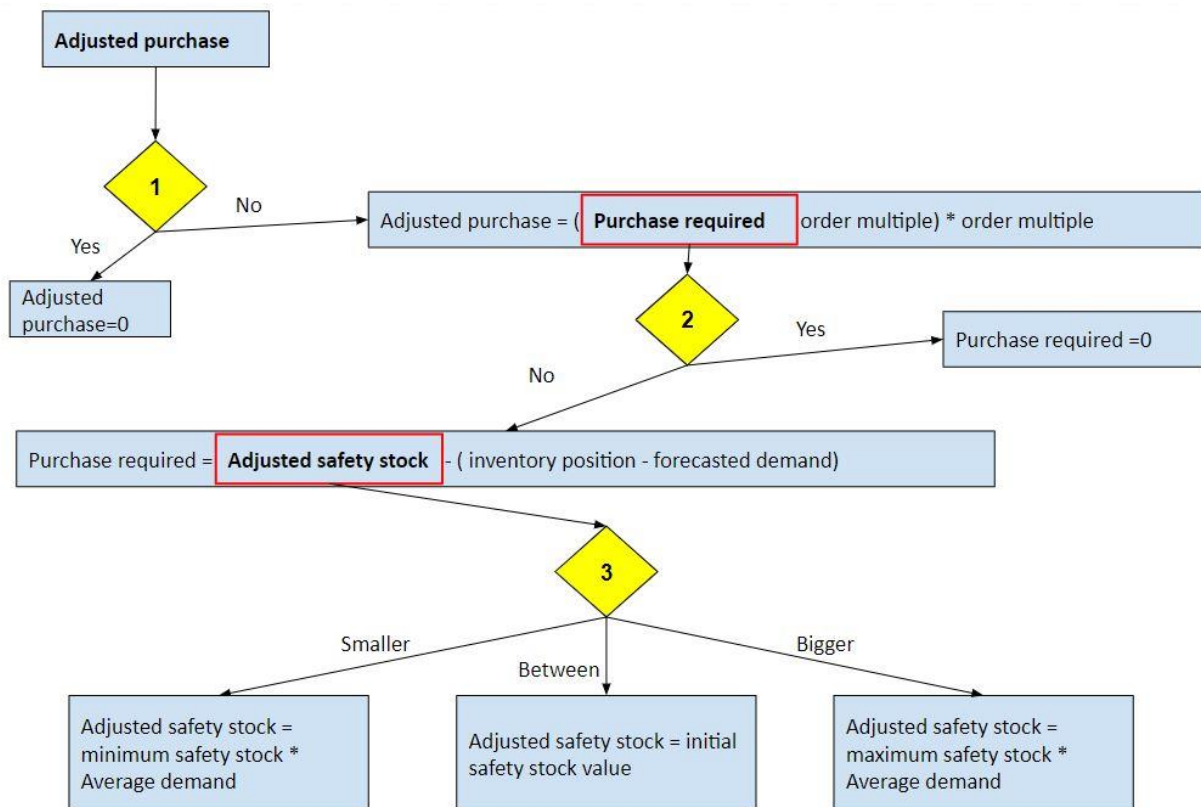 Adjusted purchase
1
No
Adjusted purchase = ( Purchase required order multiple) * order multiple
Yes
Adjusted
purchase=0
2
Yes
Purchase required =0
No
Purchase required = Adjusted safety stock - ( inventory position - forecasted demand)
3
Smaller
Between
Bigger
Adjusted safety stock =
minimum safety stock *
Average demand
Adjusted safety stock = initial
safety stock value
Adjusted safety stock =
maximum safety stock *
Average demand